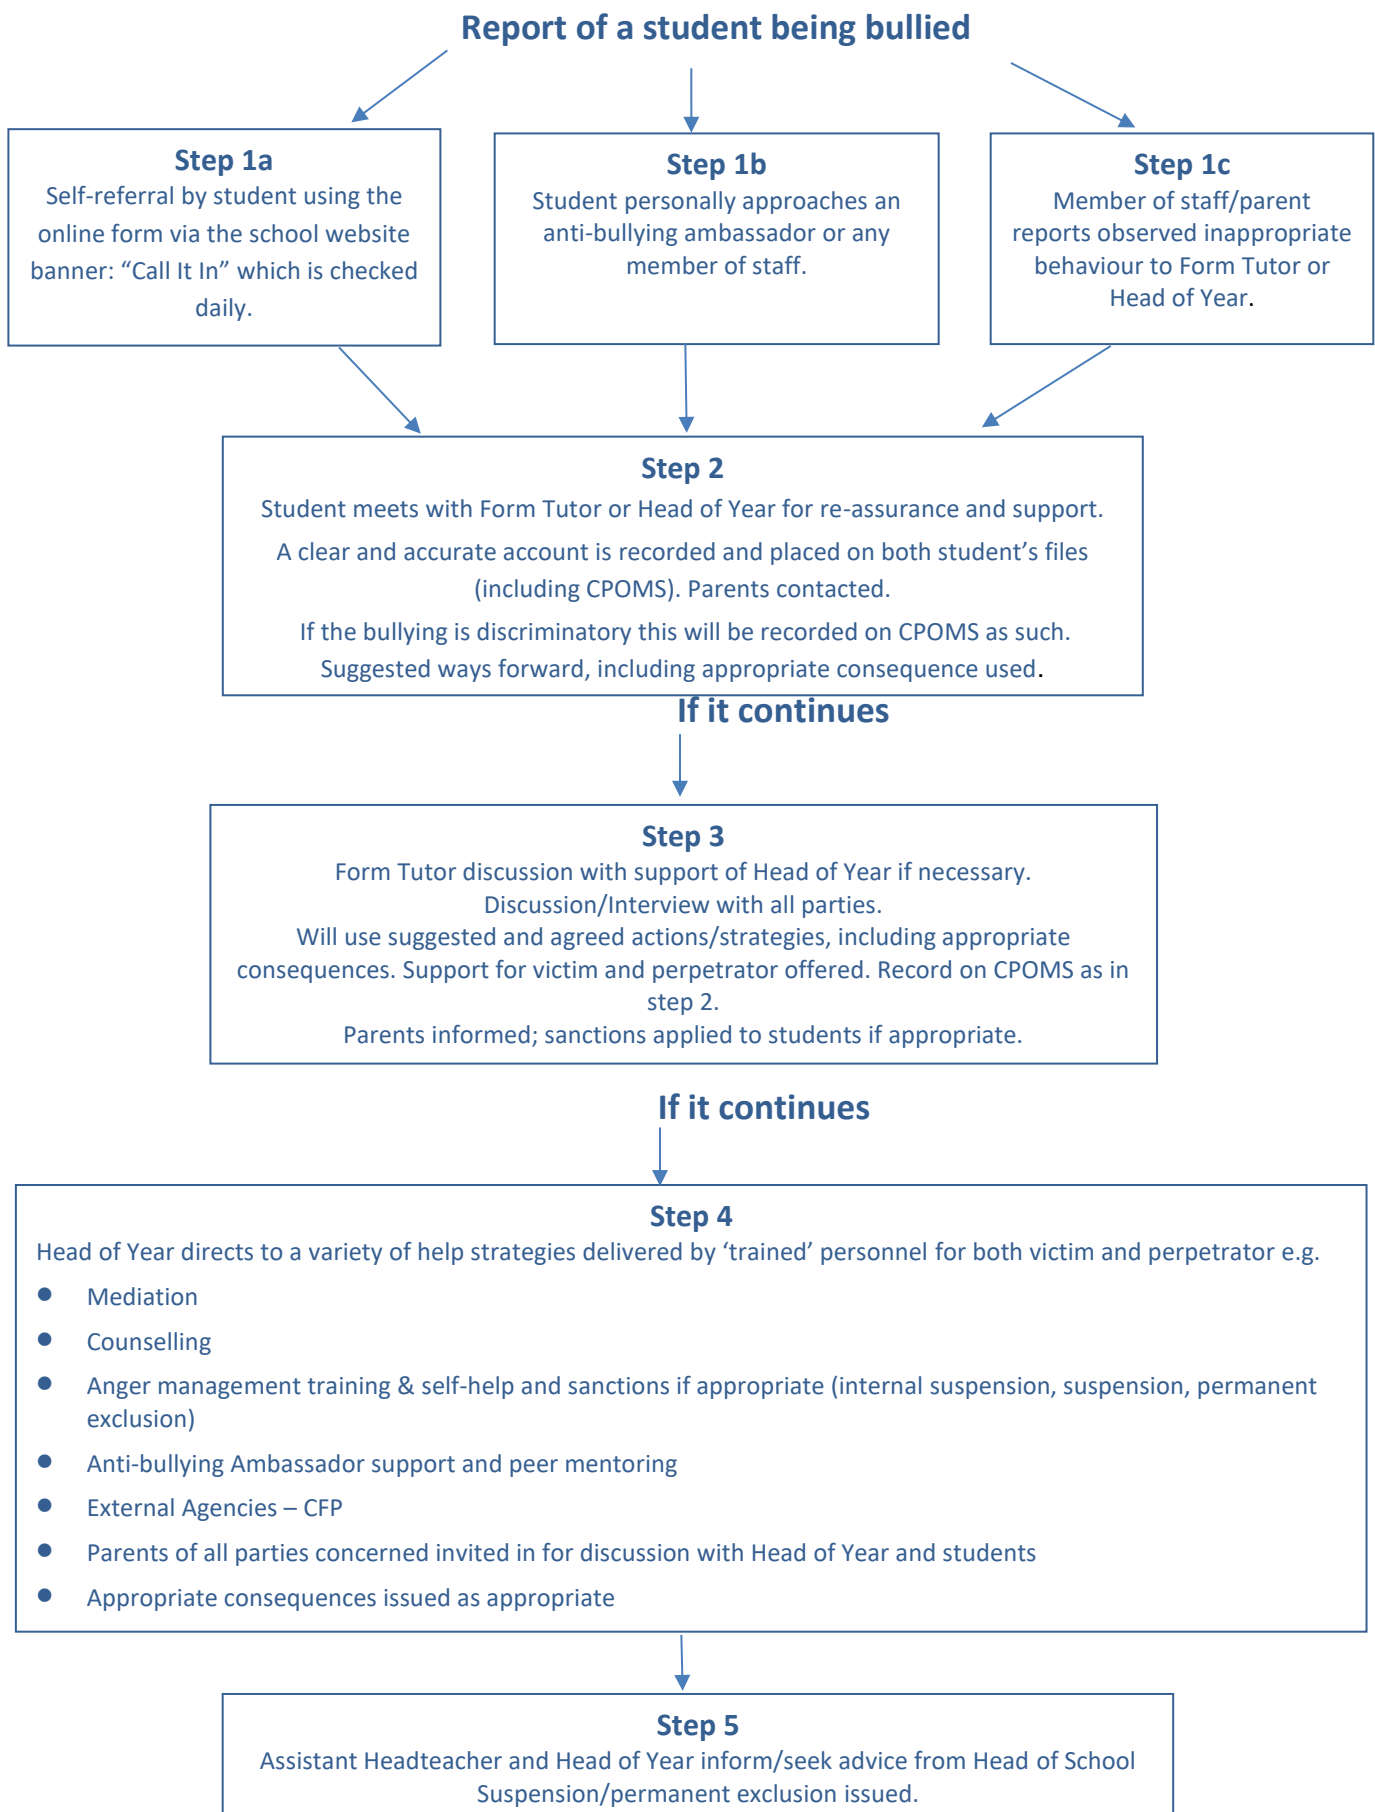 Report of a student being bullied
Step 1a
Self-referral by student using the
online form via the school website
banner: “Call It In” which is checked
daily.
Step 1b
Student personally approaches an
anti-bullying ambassador or any
member of staff.
Step 1c
Member of staff/parent
reports observed inappropriate
behaviour to Form Tutor or
Head of Year.
Step 2
Student meets with Form Tutor or Head of Year for re-assurance and support.
A clear and accurate account is recorded and placed on both student’s files
(including CPOMS). Parents contacted.
If the bullying is discriminatory this will be recorded on CPOMS as such.
Suggested ways forward, including appropriate consequence used.
If it continues
Step 3
Form Tutor discussion with support of Head of Year if necessary.
Discussion/Interview with all parties.
Will use suggested and agreed actions/strategies, including appropriate
consequences. Support for victim and perpetrator offered. Record on CPOMS as in
step 2.
Parents informed; sanctions applied to students if appropriate.
If it continues
Step 4
Head of Year directs to a variety of help strategies delivered by ‘trained’ personnel for both victim and perpetrator e.g.
● Mediation
● Counselling
● Anger management training & self-help and sanctions if appropriate (internal suspension, suspension, permanent
exclusion)
● Anti-bullying Ambassador support and peer mentoring
● External Agencies – CFP
● Parents of all parties concerned invited in for discussion with Head of Year and students
● Appropriate consequences issued as appropriate
Step 5
Assistant Headteacher and Head of Year inform/seek advice from Head of School
Suspension/permanent exclusion issued.